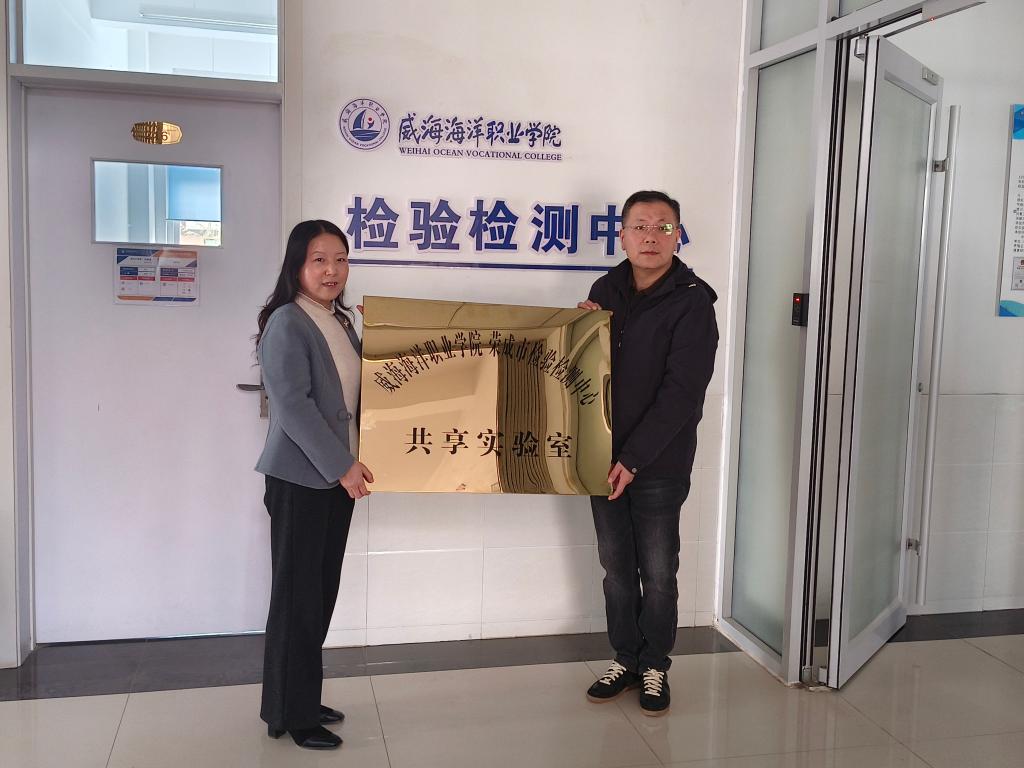 威海海洋职业学院
WEIHAI OCEAN VOCATIONAL COLLEGE
检验检测中心
威海海洋职业学院 荣成市检验检测中心
共享实验室